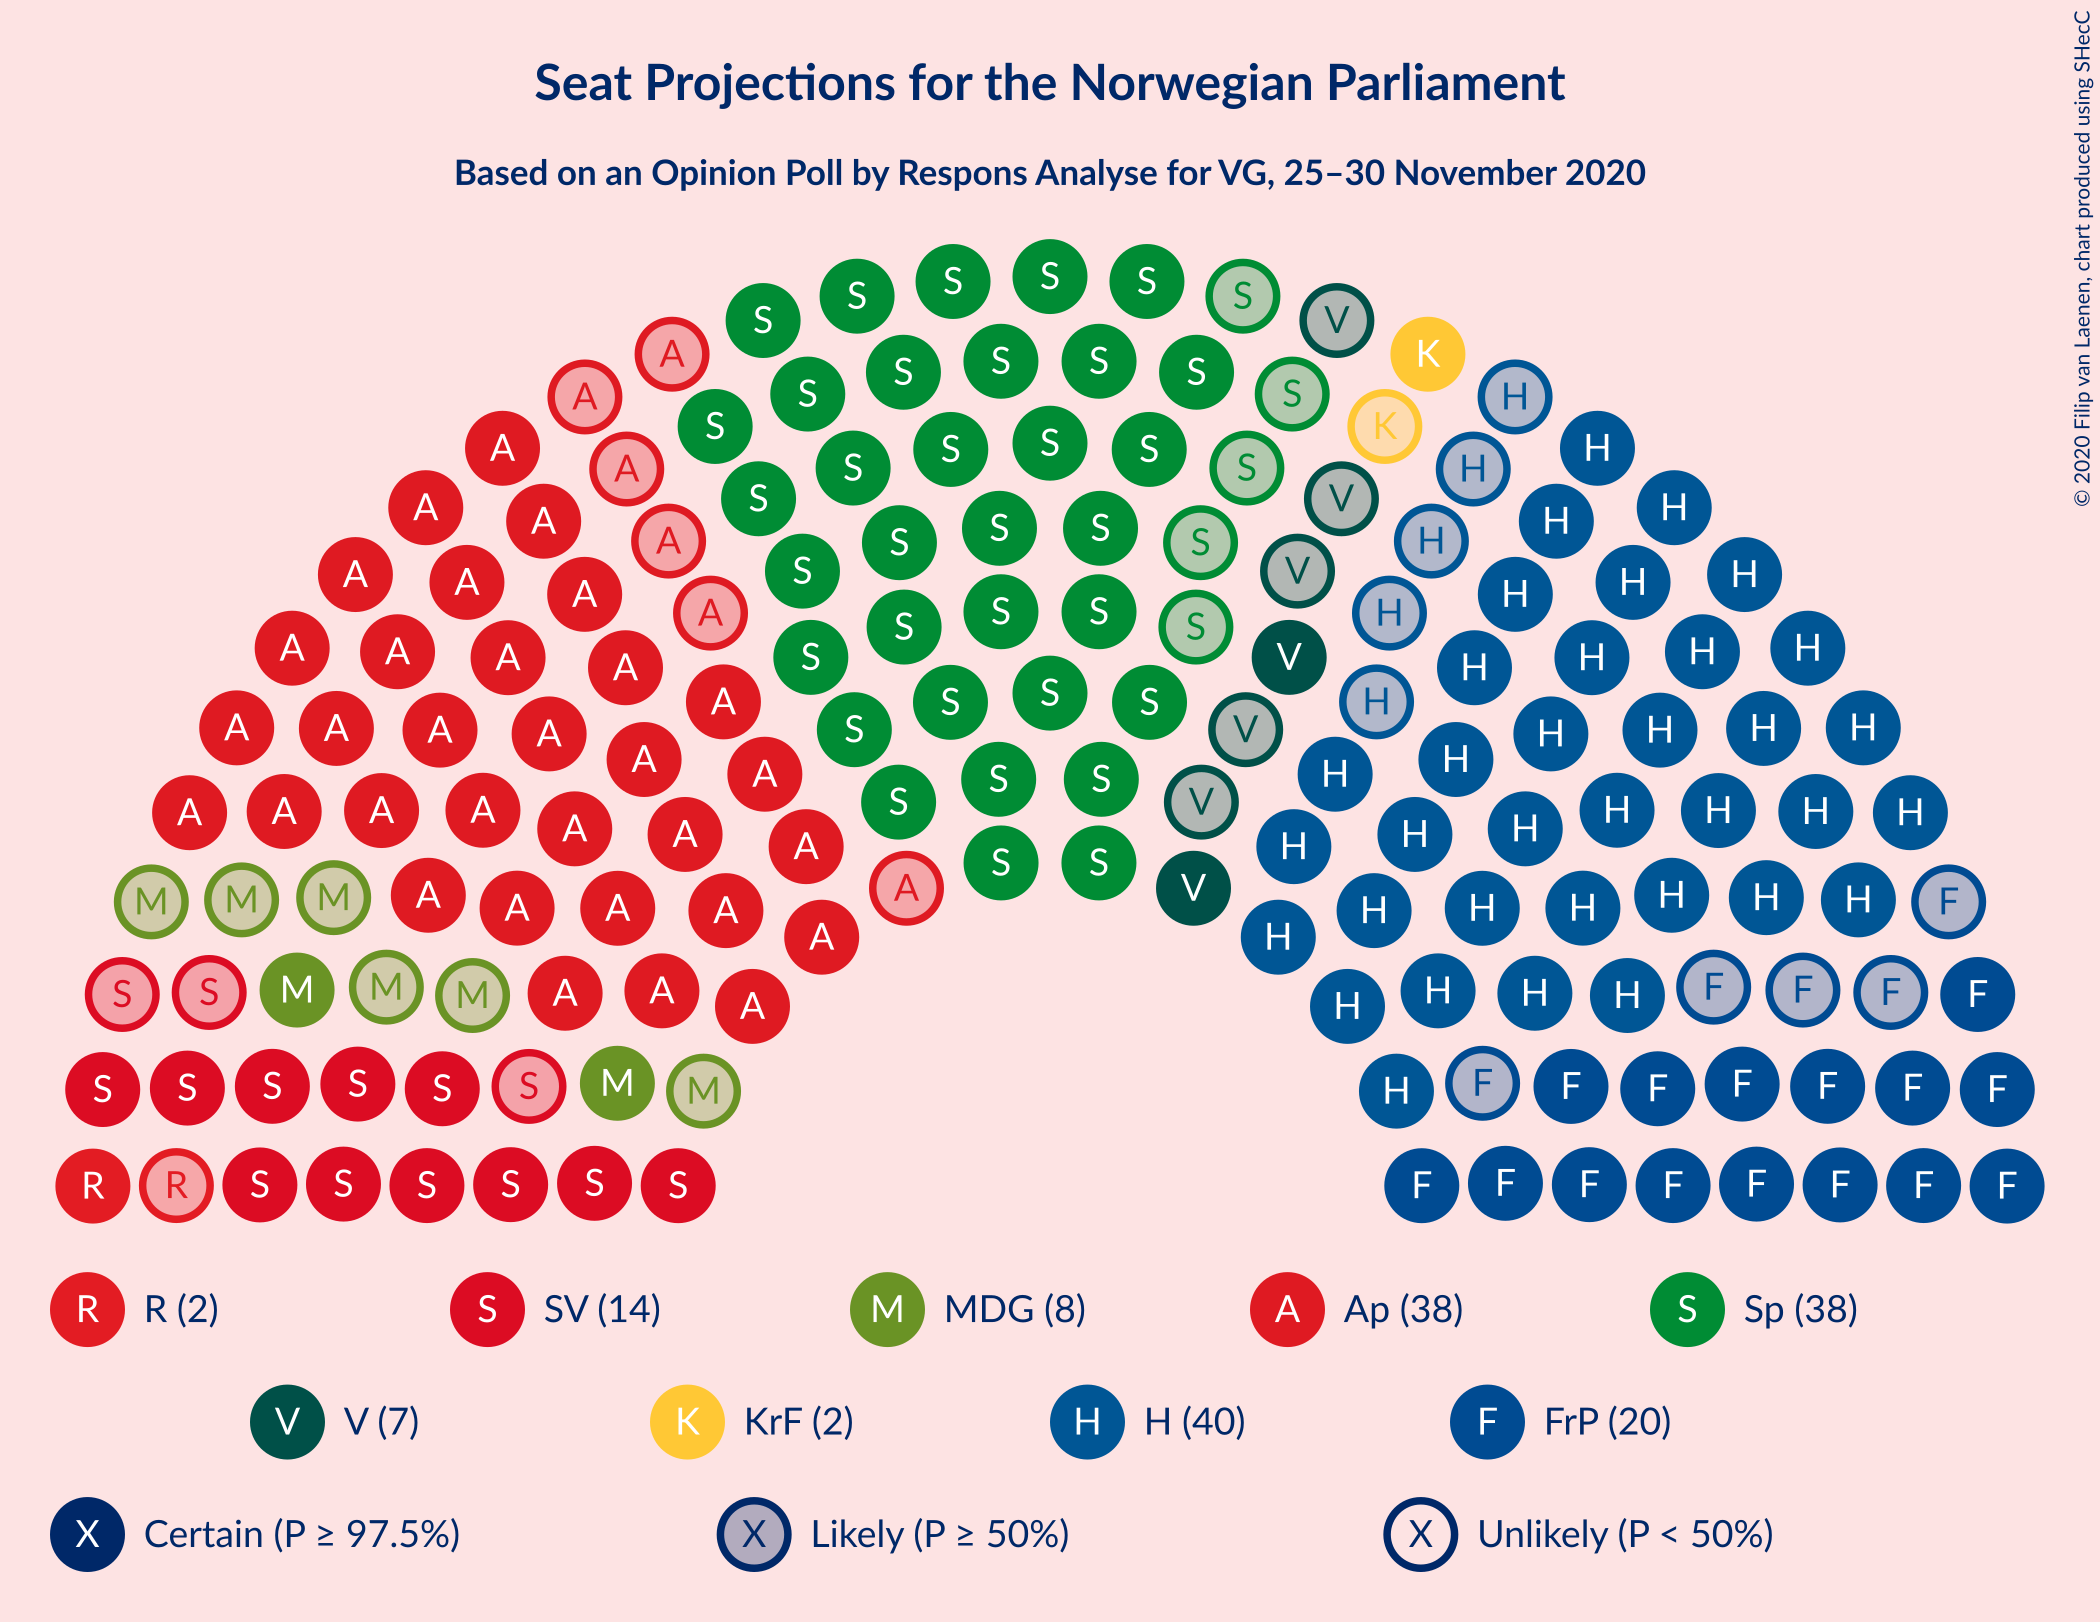 Seat Projections for the Norwegian Parliament
Based on an Opinion Poll by Respons Analyse for VG, 25–30 November 2020
© 2020 Filip van Laenen, chart produced using SHecC
S S S S S S V K H
A A S S S S S S K H H
A A S S S S S S V H H H
A A A S S S S S V H H H
A A A A S S S S S V H H H H
A A A A A S S S S V H H H H H
A A A A A A S S S V H H H H H H
A A A A A A A A S S V H H H H H H H H
M M M A A A A A H H H H H H H F
S S M M M A A A H H H H F F F F
S S S S S S M M H F F F F F F F
R R S S S S S S F F F F F F F F
R R (2) S SV (14) M MDG (8) A Ap (38) S Sp (38)
V V (7) K KrF (2) H H (40) F FrP (20)
X Certain (P ≥ 97.5%) X Likely (P ≥ 50%) X Unlikely (P < 50%)